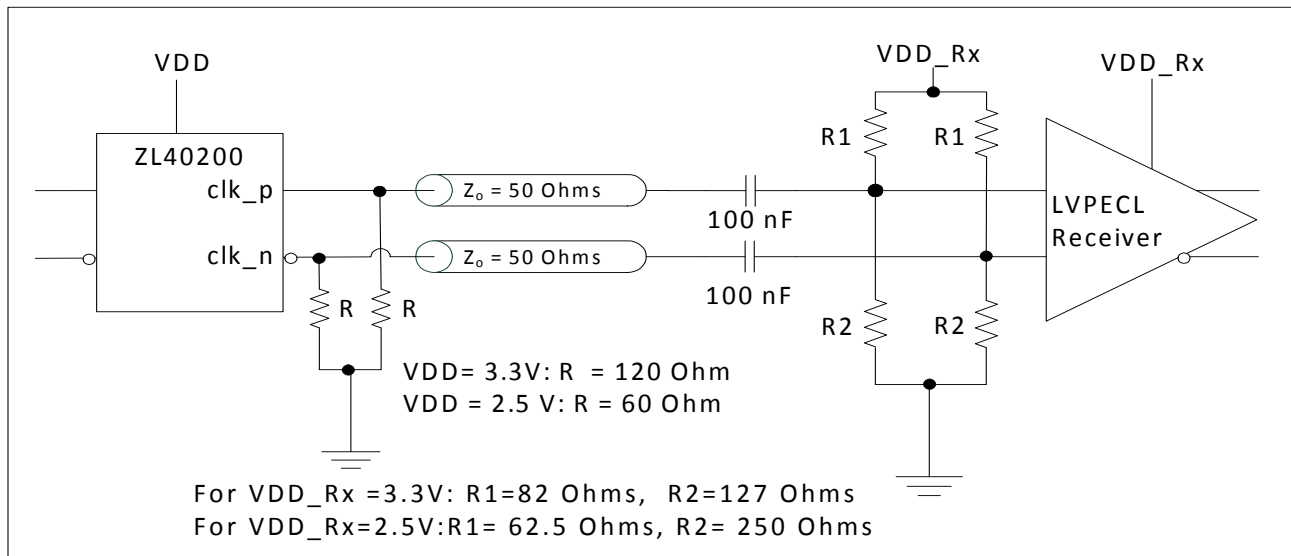 VDD
VDD_Rx
VDD_Rx
ZL40200
R1
R1
clk_p
Zₒ = 50 Ohms
100 nF
LVPECL
Receiver
clk_n
Zₒ = 50 Ohms
100 nF
R
R
R2
R2
VDD= 3.3V: R = 120 Ohm
VDD = 2.5 V: R = 60 Ohm
For VDD_Rx =3.3V: R1=82 Ohms, R2=127 Ohms
For VDD_Rx=2.5V:R1= 62.5 Ohms, R2= 250 Ohms